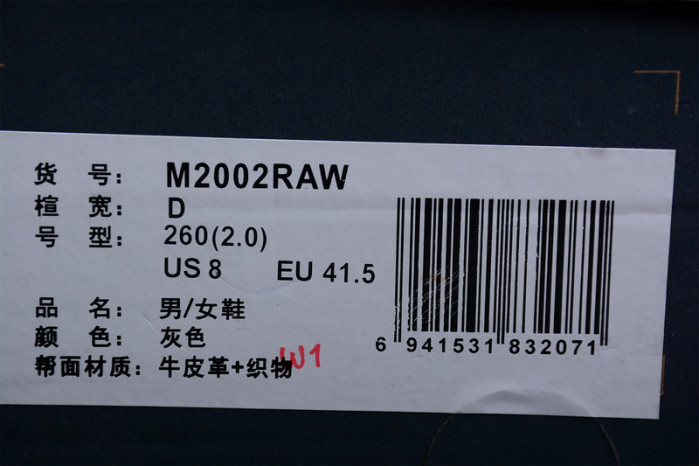 货 号： M2002RAW
楦 宽： D
号 型： 260(2.0)
US 8 EU 41.5
品 名： 男/女鞋
颜 色： 灰色
帮面材质：牛皮革+织物
W1
6 941531 832071